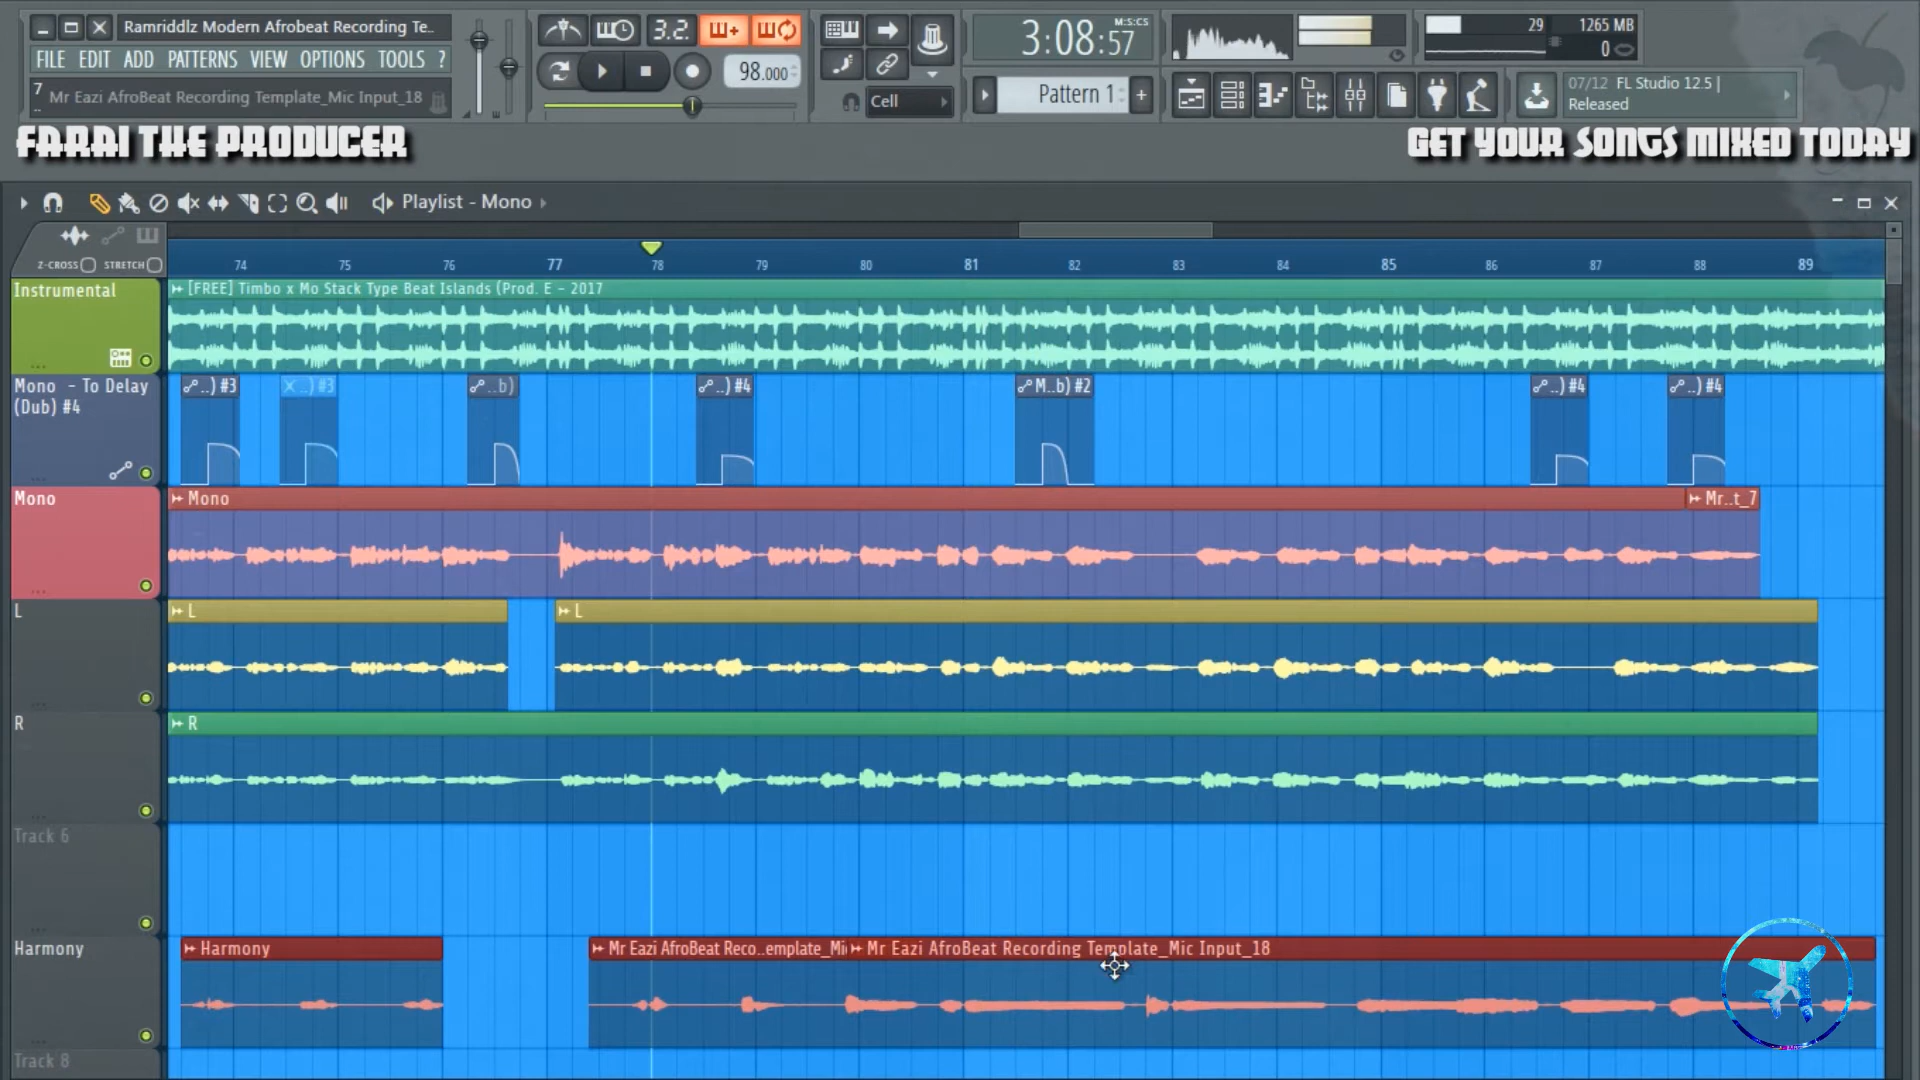 Ramriddlz Modern Afrobeat Recording Te..
FILE EDIT ADD PATTERNS VIEW OPTIONS TOOLS ?
7
Mr Eazi AfroBeat Recording Template_Mic Input_18
3.2.
98.000
Cell
3:08:57
M:S:CS
Pattern 1
+
29
1265 MB
0
07/12 FL Studio 12.5 |
Released
FARAI THE PRODUCER
GET YOUR SONGS MIXED TODAY
Playlist - Mono
Z-CROSS STRETCH
74 75 76 77 78 79 80 81 82 83 84 85 86 87 88 89
Instrumental
[FREE] Timbo x Mo Stack Type Beat Islands (Prod. E - 2017
Mono - To Delay
(Dub) #4
..) #3
..) #3
..b)
..) #4
M..b) #2
..) #4
..) #4
Mono
Mono
Mr..t_7
L
L
L
R
R
Track 6
Harmony
Harmony
Mr Eazi AfroBeat Reco..emplate_Mi
Mr Eazi AfroBeat Recording Template_Mic Input_18
Track 8